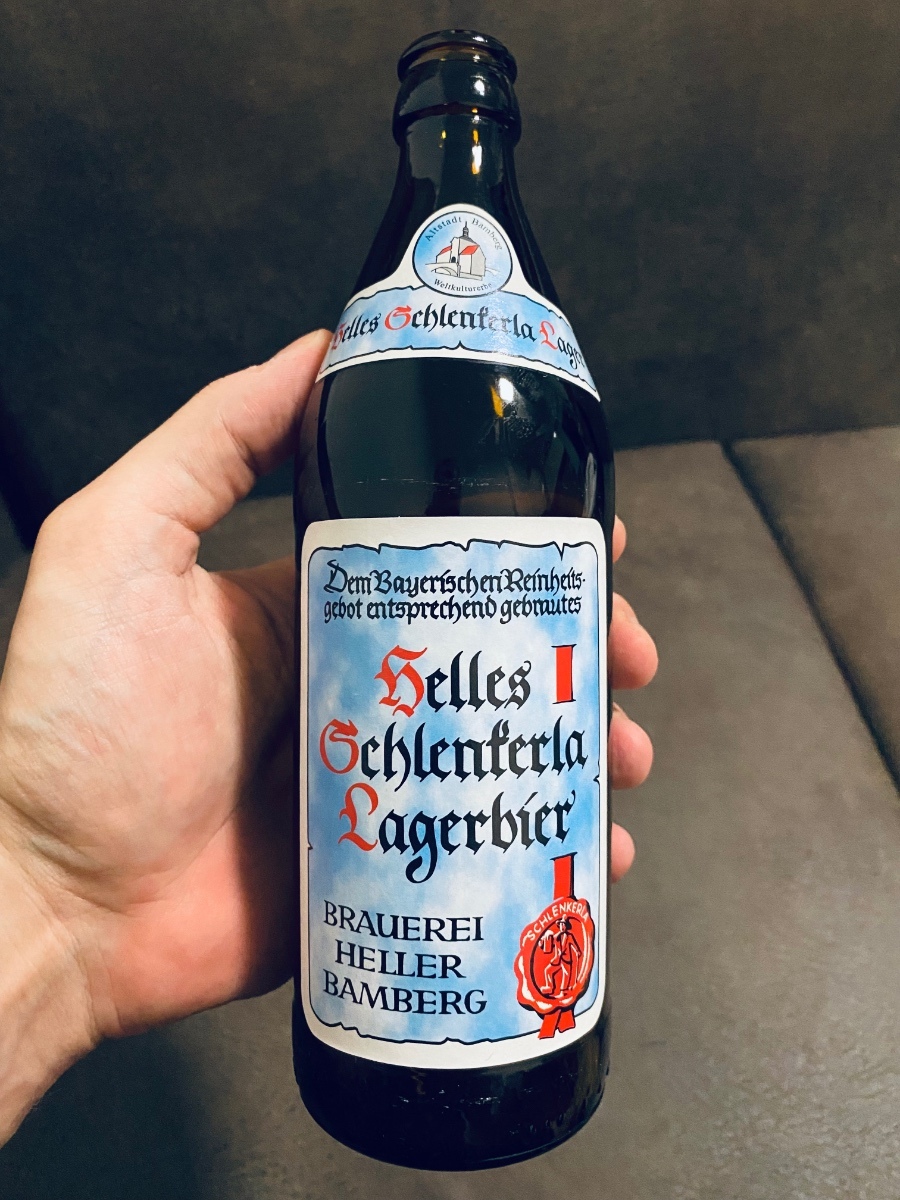 Altstadt Bamberg
Weltkulturerbe
Helles Schlenkerla Lager
Dem Bayerischen Reinheits-
gebot entsprechend gebrautes
Helles
Schlenkerla
Lagerbier
BRAUEREI
HELLER
BAMBERG
SCHLENKERLA